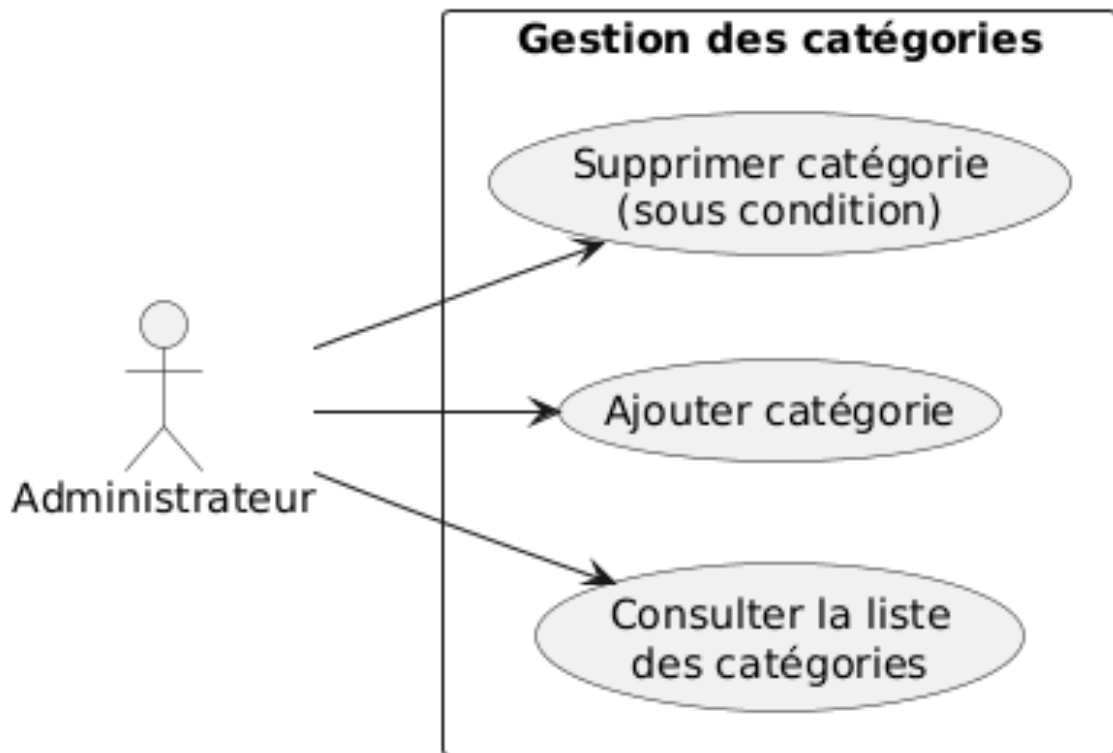 Gestion des catégories
Supprimer catégorie
(sous condition)
Ajouter catégorie
Administrateur
Consulter la liste
des catégories